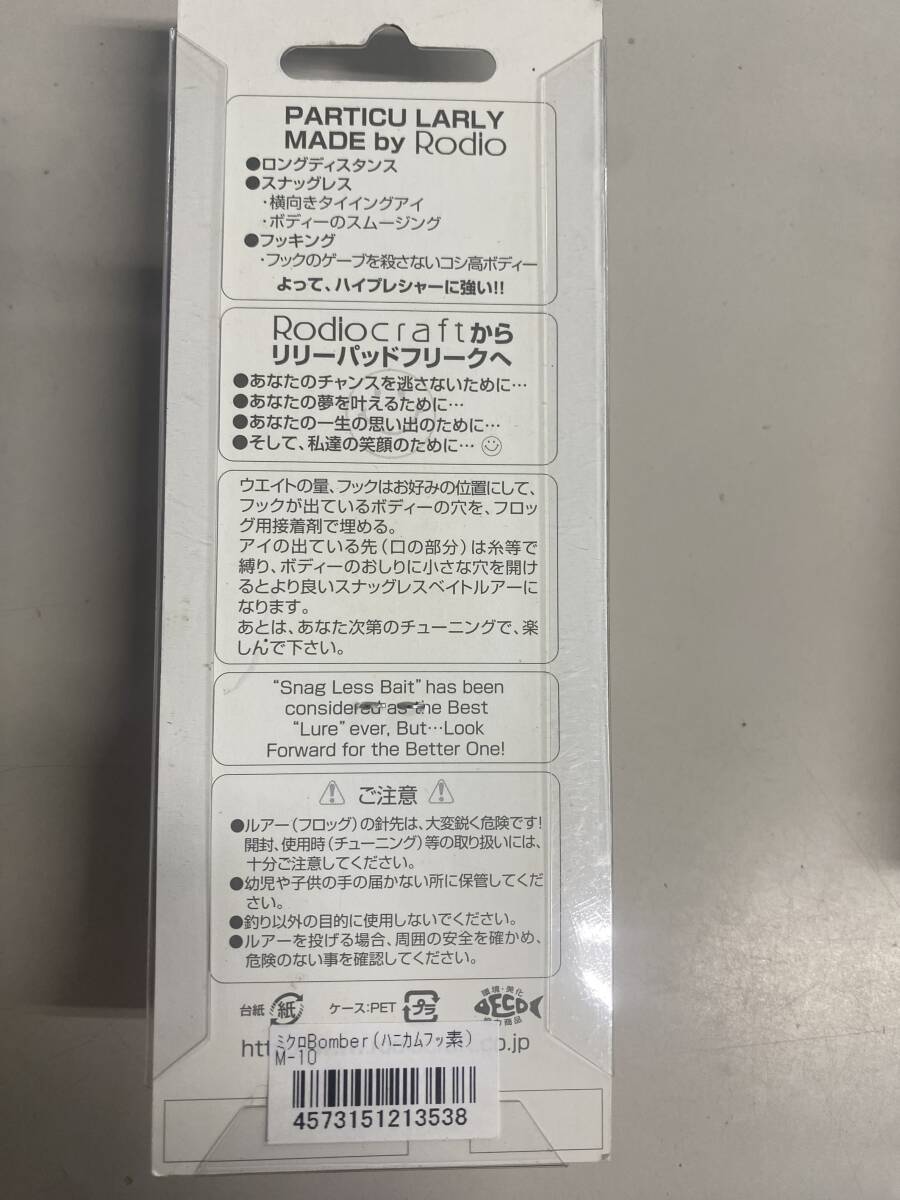 PARTICU LARLY
MADE by Rodio
●ロングディスタンス
●スナッグレス
・横向きタイイングアイ
・ボディーのスムージング
●フッキング
・フックのゲーブを殺さないコシ高ボディー
よって、ハイプレシャーに強い!!
Rodiocraftから
リリーパッドフリークへ
●あなたのチャンスを逃さないために…
●あなたの夢を叶えるために…
●あなたの一生の思い出のために…
●そして、私達の笑顔のために…
ウエイトの量、フックはお好みの位置にして、
フックが出ているボディーの穴を、フロッ
グ用接着剤で埋める。
アイの出ている先（口の部分）は糸等で
縛り、ボディーのおしりに小さな穴を開け
るとより良いスナッグレスベイトルアーに
なります。
あとは、あなた次第のチューニングで、楽
しんで下さい。
“Snag Less Bait” has been
considered as the Best
“Lure” ever, But…Look
Forward for the Better One!
ご注意
●ルアー（フロッグ）の針先は、大変鋭く危険です!
開封、使用時（チューニング）等の取り扱いには、
十分ご注意してください。
●幼児や子供の手の届かない所に保管してくだ
さい。
●釣り以外の目的に使用しないでください。
●ルアーを投げる場合、周囲の安全を確かめ、
危険のない事を確認してください。
台紙 紙 ケース:PET プラ
環境・美化
ECO
協力商品
htt
.jp
ミクロBomber(ハニカムフッ素)
M-10
4573151213538